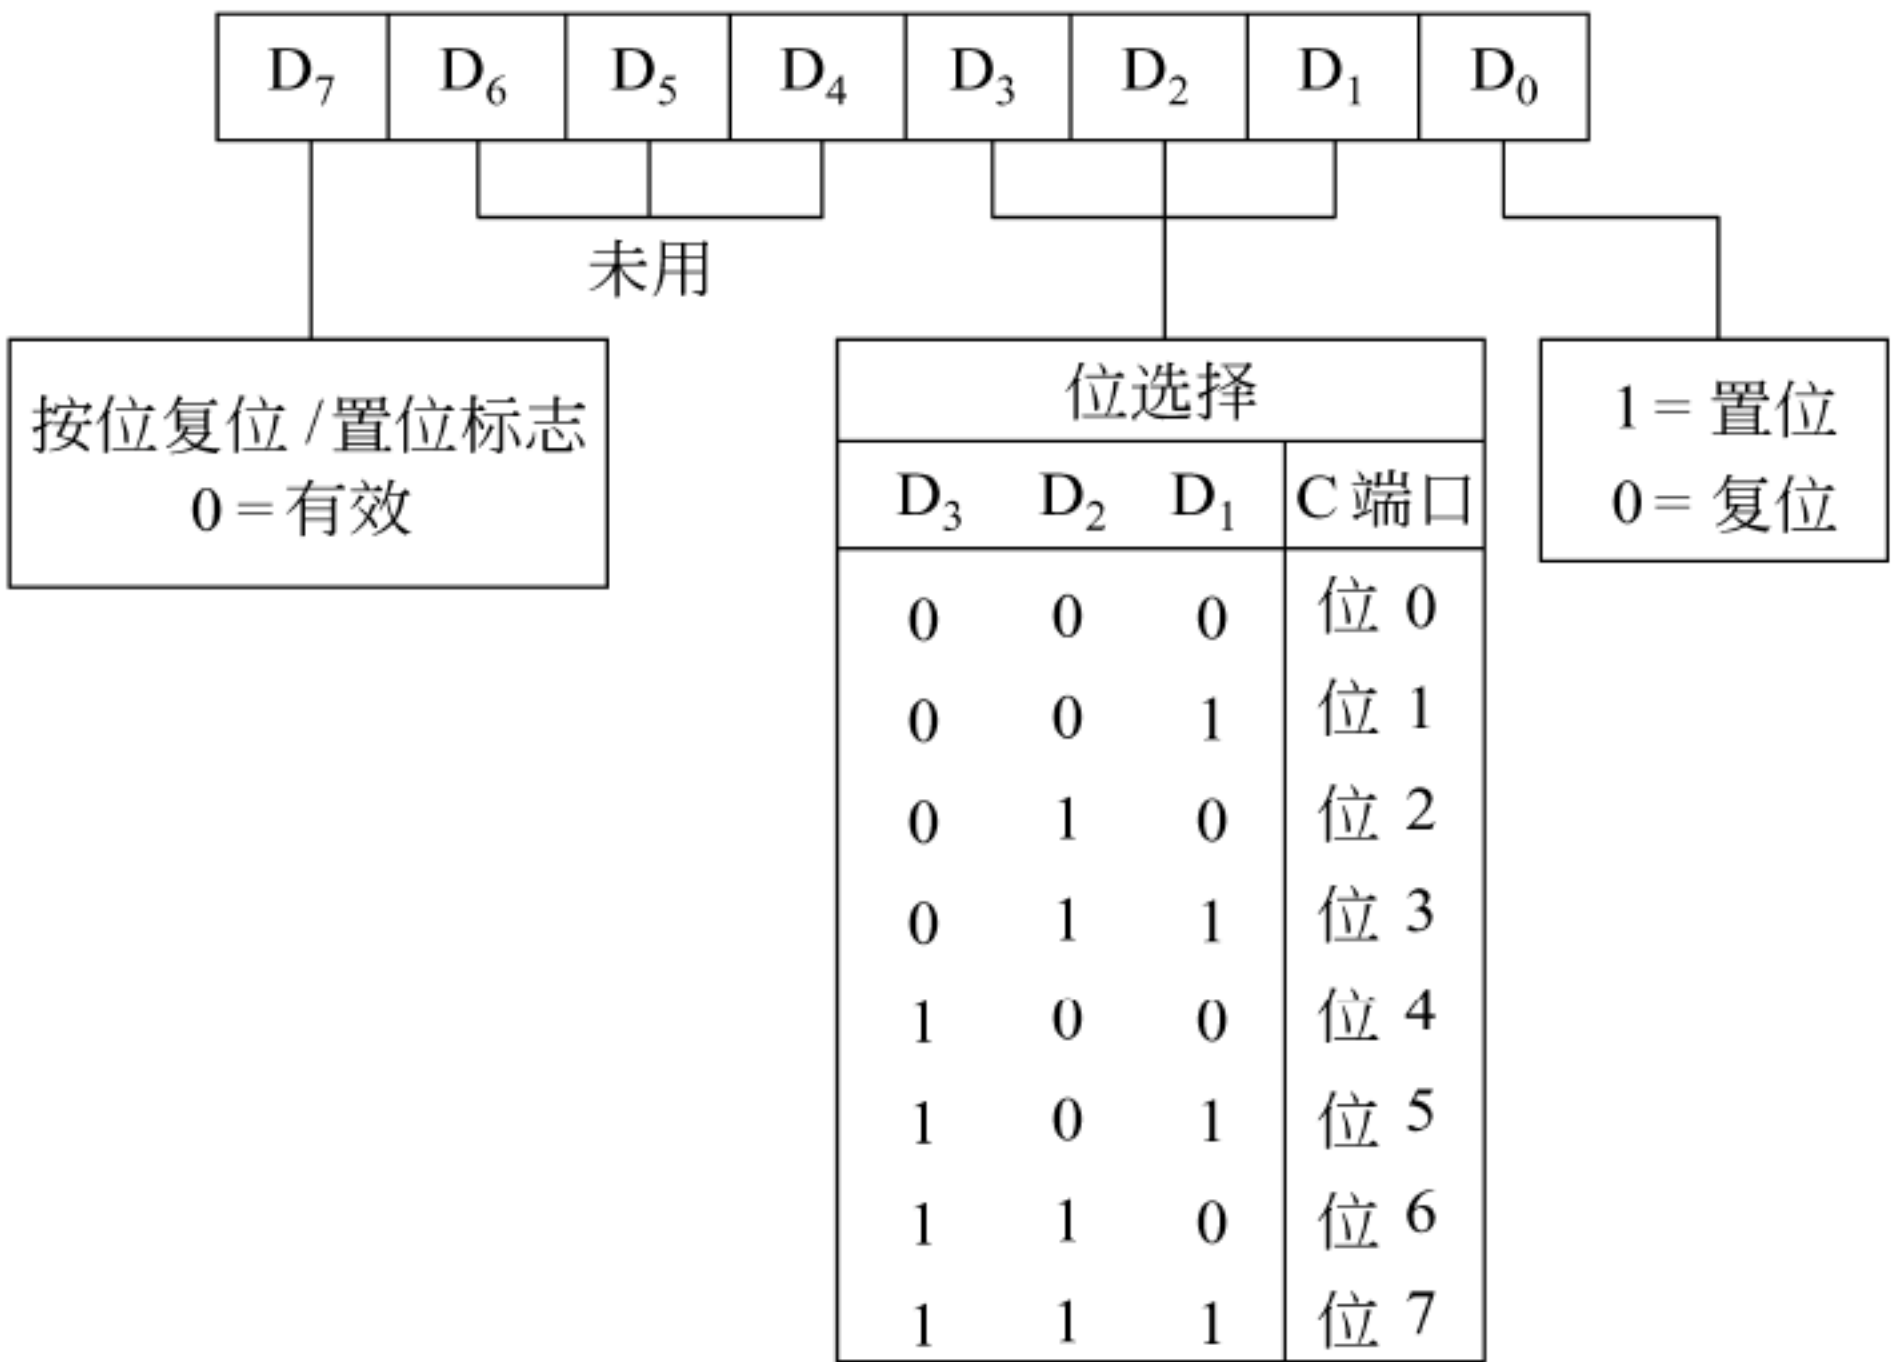 D₇ D₆ D₅ D₄ D₃ D₂ D₁ D₀
未用
按位复位/置位标志
0=有效
位选择
D₃ D₂ D₁ C端口
0 0 0 位0
0 0 1 位1
0 1 0 位2
0 1 1 位3
1 0 0 位4
1 0 1 位5
1 1 0 位6
1 1 1 位7
1=置位
0=复位